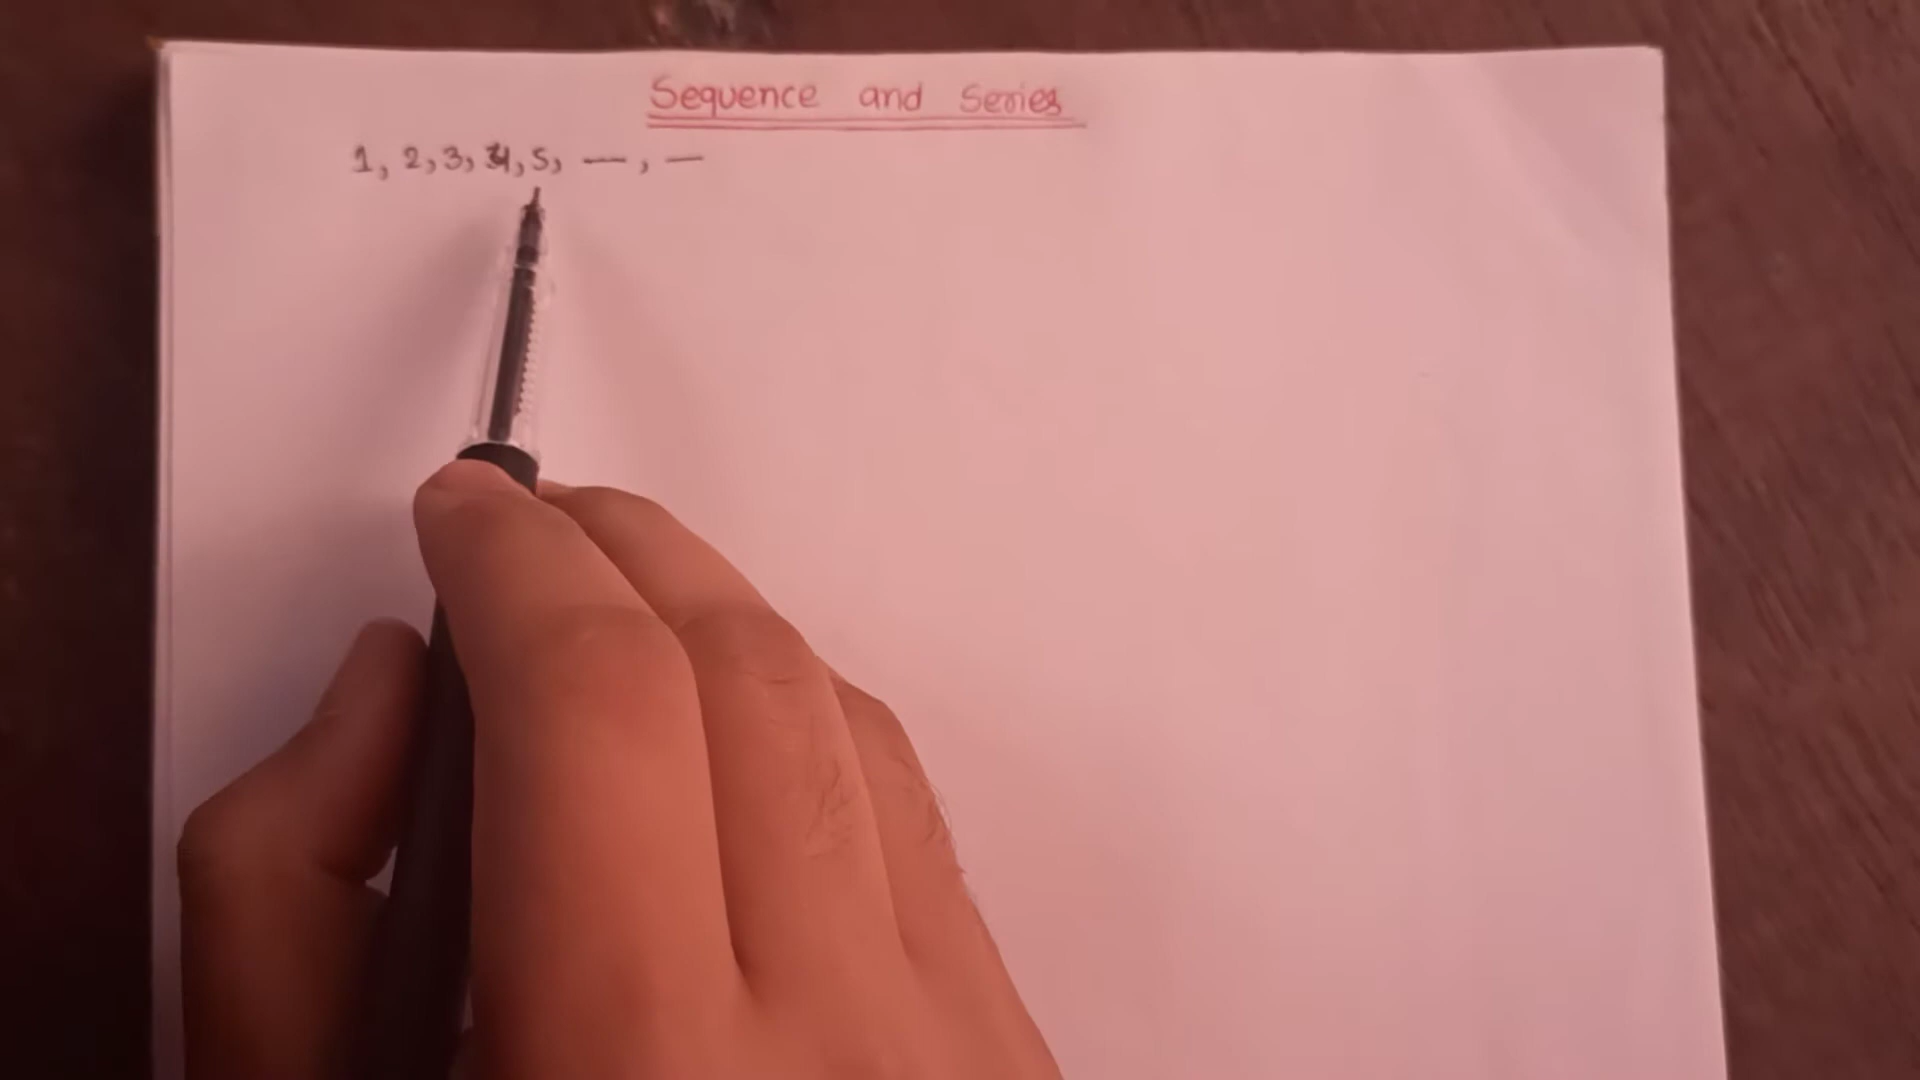 Sequence and Series
1, 2, 3, 4, 5, —, —